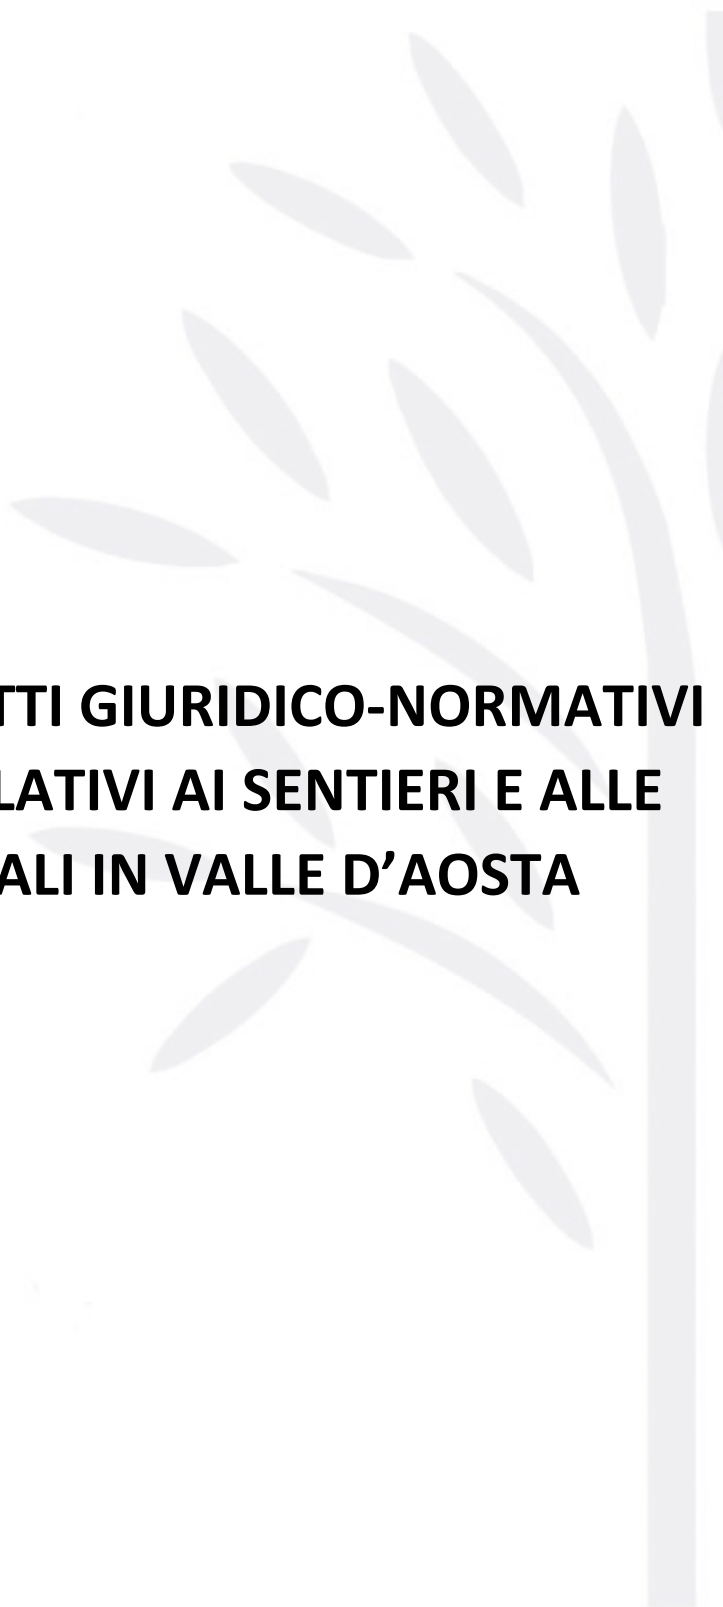 TTI GIURIDICO-NORMATIVI
LATIVI AI SENTIERI E ALLE
ALI IN VALLE D’AOSTA